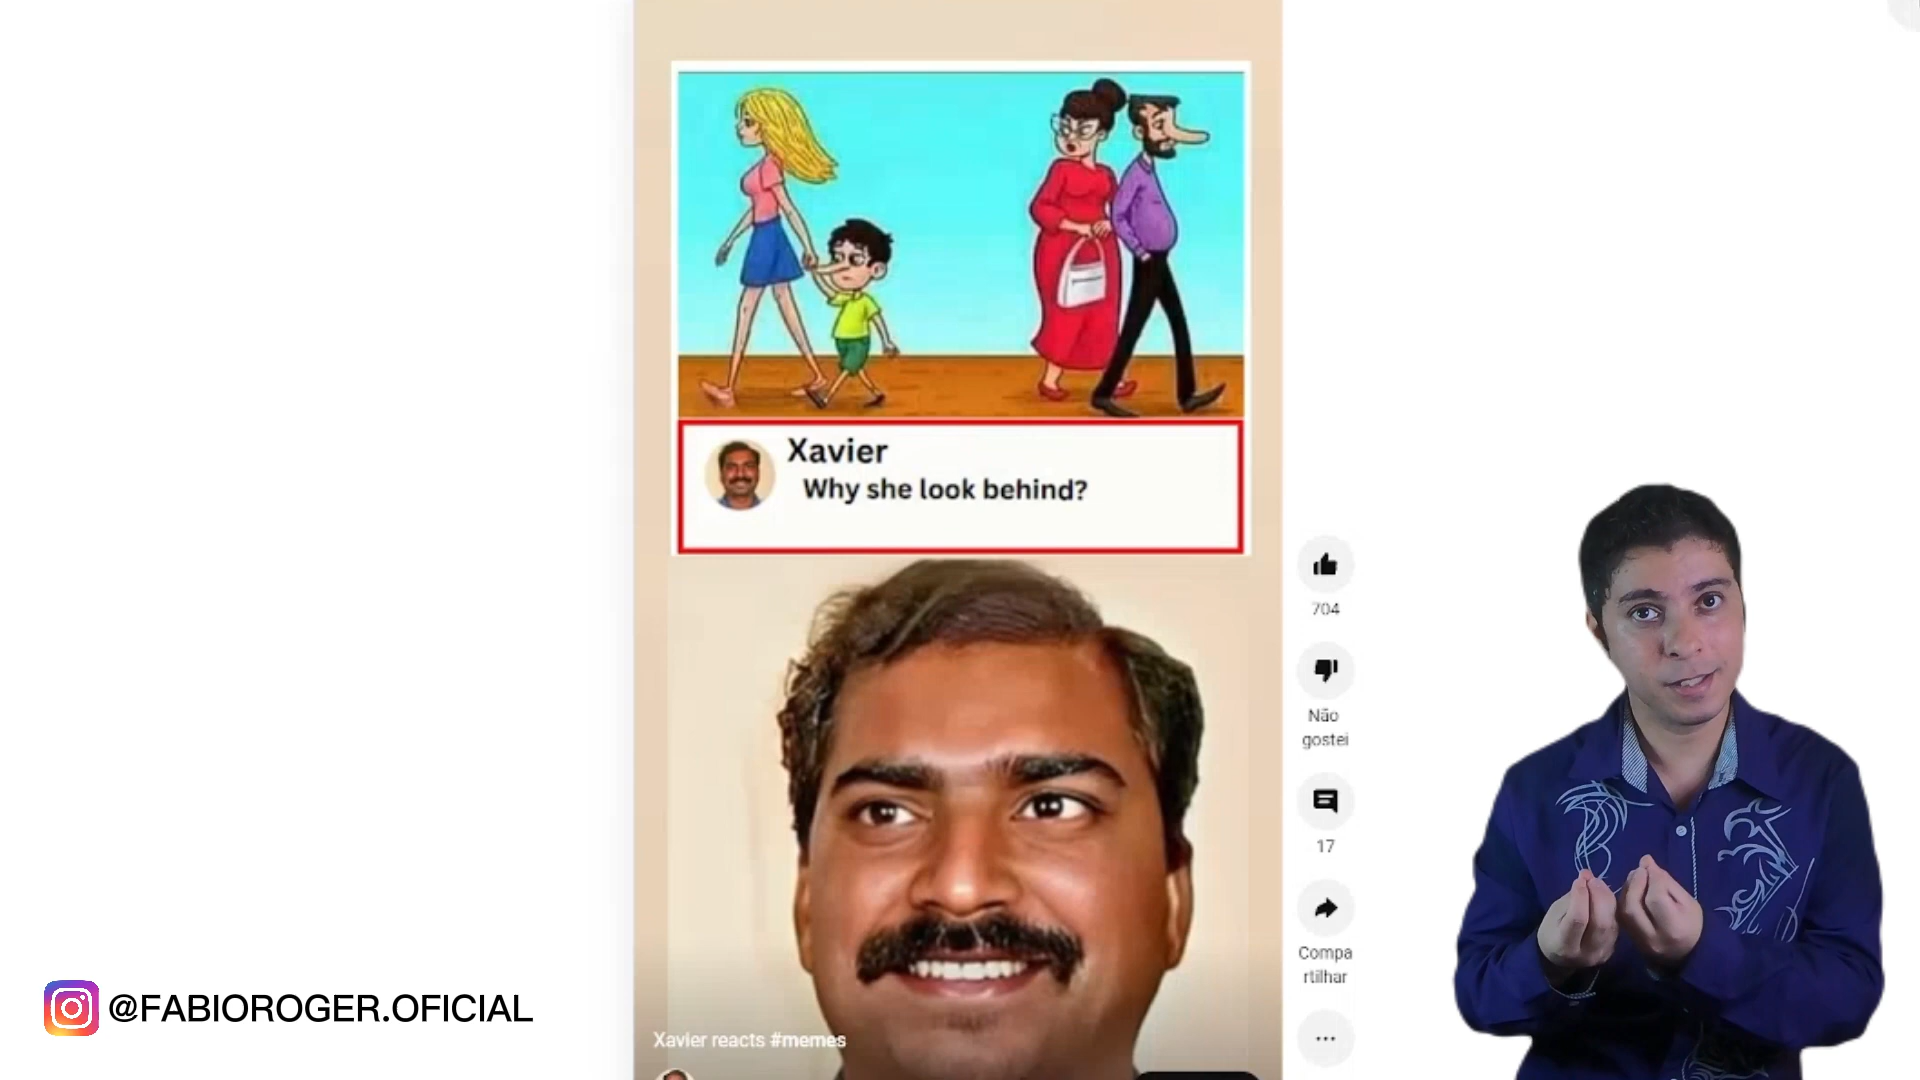 Xavier
Why she look behind?
704
Não
gostei
17
Compa
rtilhar
Xavier reacts #memes
@FABIOROGER.OFICIAL